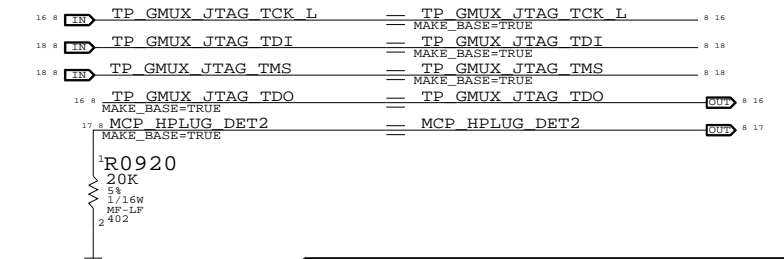 16 8 IN TP_GMUX_JTAG_TCK_L TP_GMUX_JTAG_TCK_L 8 16
MAKE_BASE=TRUE
18 8 IN TP_GMUX_JTAG_TDI TP_GMUX_JTAG_TDI 8 18
MAKE_BASE=TRUE
18 8 IN TP_GMUX_JTAG_TMS TP_GMUX_JTAG_TMS 8 18
MAKE_BASE=TRUE
16 8 TP_GMUX_JTAG_TDO TP_GMUX_JTAG_TDO OUT 8 16
MAKE_BASE=TRUE
17 8 MCP_HPLUG_DET2 MCP_HPLUG_DET2 OUT 8 17
MAKE_BASE=TRUE
1 R0920
20K
5%
1/16W
MF-LF
2 402